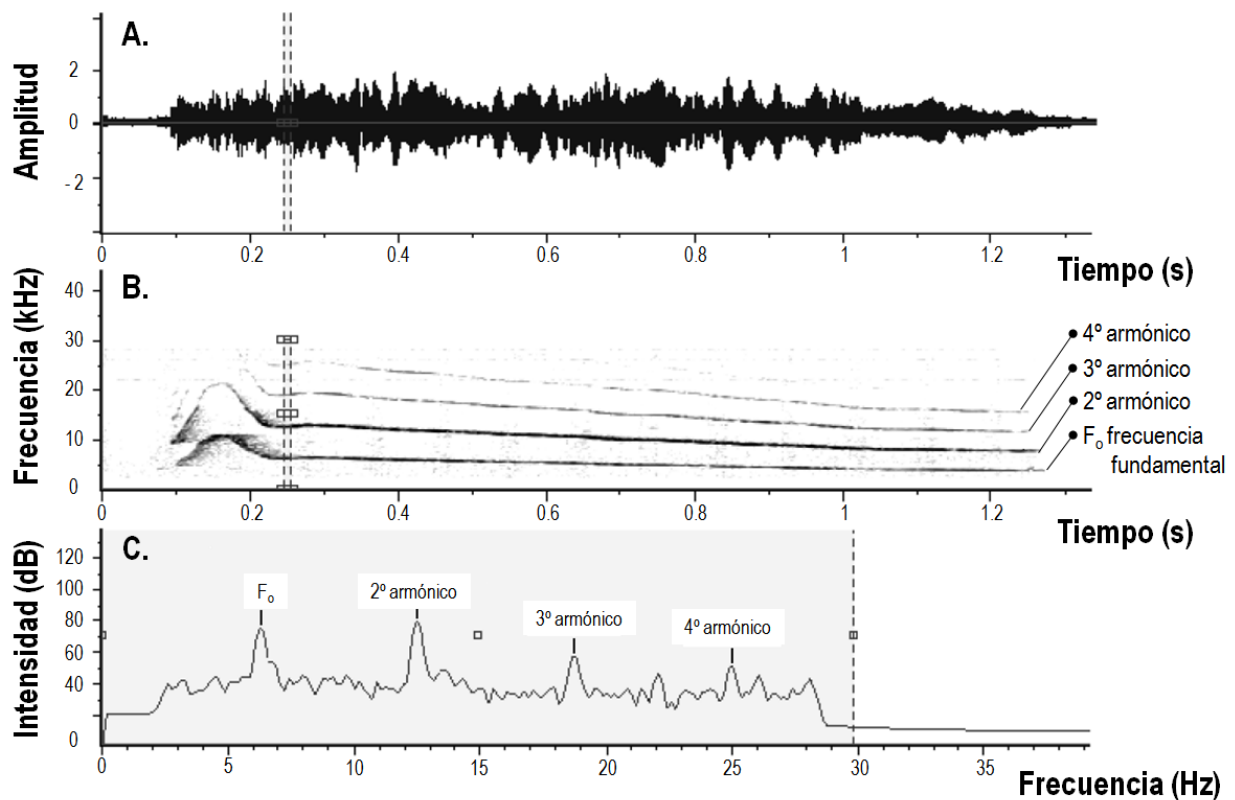 A.
Amplitud
2
0
-2
0 0.2 0.4 0.6 0.8 1 1.2
Tiempo (s)
B.
Frecuencia (kHz)
40
30
20
10
0
4º armónico
3º armónico
2º armónico
Fo frecuencia
fundamental
0 0.2 0.4 0.6 0.8 1 1.2
Tiempo (s)
C.
Intensidad (dB)
120
100
80
60
40
0
Fo
2º armónico
3º armónico
4º armónico
0 5 10 15 20 25 30 35
Frecuencia (Hz)